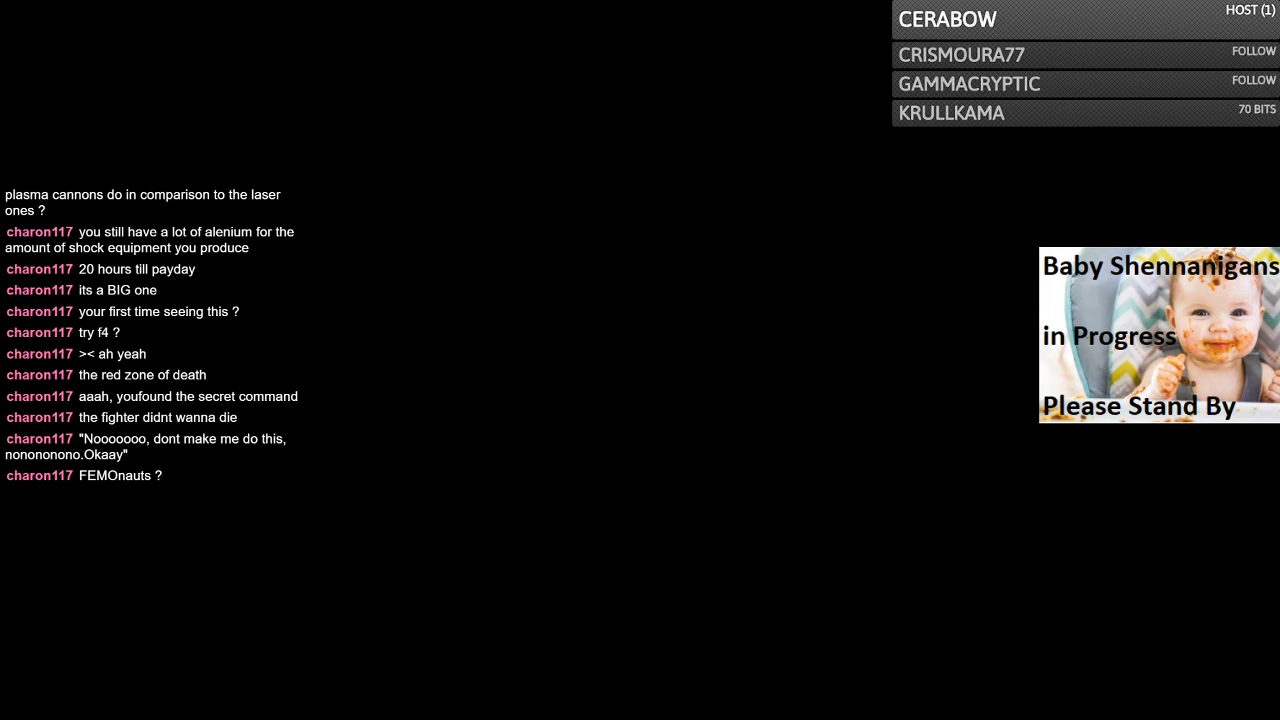 CERABOW HOST (1)
CRISMOURA77 FOLLOW
GAMMACRYPTIC FOLLOW
KRULLKAMA 70 BITS
plasma cannons do in comparison to the laser
ones ?
charon117 you still have a lot of alenium for the
amount of shock equipment you produce
charon117 20 hours till payday
charon117 its a BIG one
charon117 your first time seeing this ?
charon117 try f4 ?
charon117 >< ah yeah
charon117 the red zone of death
charon117 aaah, youfound the secret command
charon117 the fighter didnt wanna die
charon117 "Nooooooo, dont make me do this,
nonononono.Okaay"
charon117 FEMOnauts ?
Baby Shennanigans
in Progress
Please Stand By